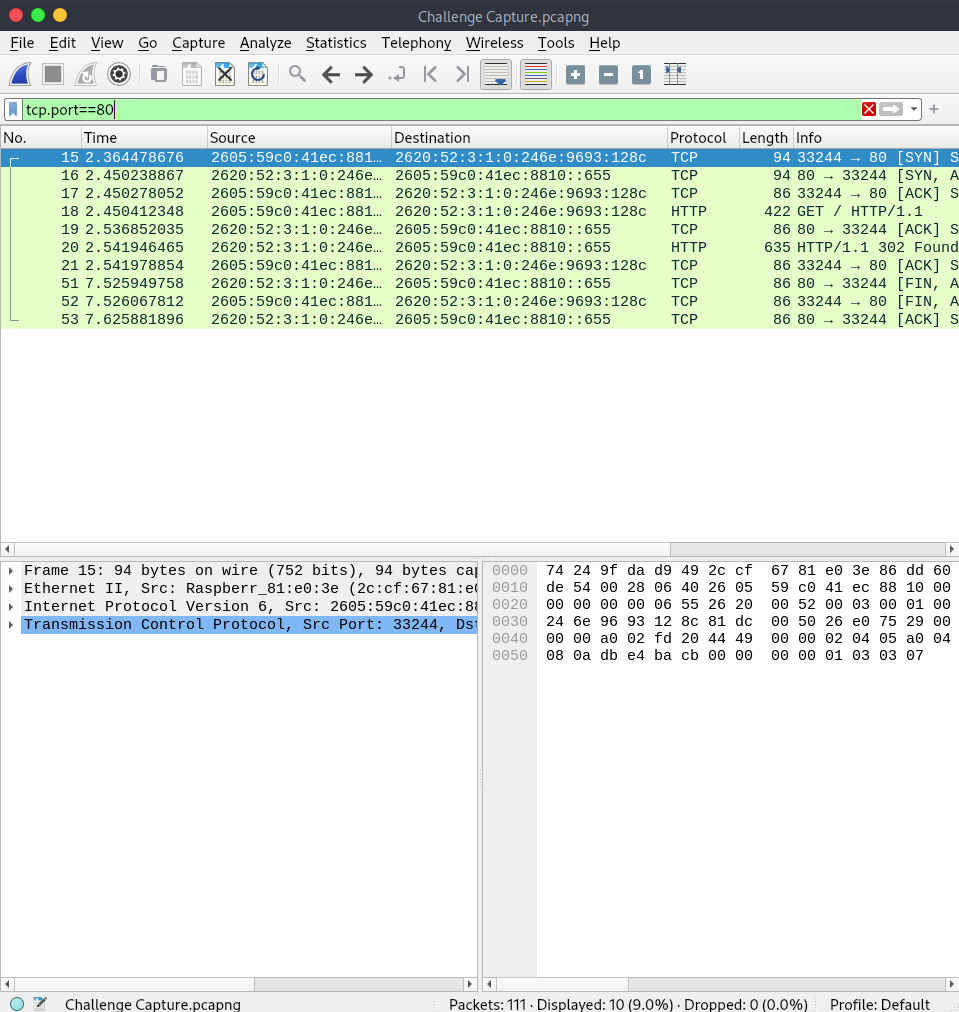 Challenge Capture.pcapng
File Edit View Go Capture Analyze Statistics Telephony Wireless Tools Help
1
tcp.port==80
No. Time Source Destination Protocol Length Info
15 2.364478676 2605:59c0:41ec:881… 2620:52:3:1:0:246e:9693:128c TCP 94 33244 → 80 [SYN] S
16 2.450238867 2620:52:3:1:0:246e… 2605:59c0:41ec:8810::655 TCP 94 80 → 33244 [SYN, A
17 2.450278052 2605:59c0:41ec:881… 2620:52:3:1:0:246e:9693:128c TCP 86 33244 → 80 [ACK] S
18 2.450412348 2605:59c0:41ec:881… 2620:52:3:1:0:246e:9693:128c HTTP 422 GET / HTTP/1.1
19 2.536852035 2620:52:3:1:0:246e… 2605:59c0:41ec:8810::655 TCP 86 80 → 33244 [ACK] S
20 2.541946465 2620:52:3:1:0:246e… 2605:59c0:41ec:8810::655 HTTP 635 HTTP/1.1 302 Found
21 2.541978854 2605:59c0:41ec:881… 2620:52:3:1:0:246e:9693:128c TCP 86 33244 → 80 [ACK] S
51 7.525949758 2620:52:3:1:0:246e… 2605:59c0:41ec:8810::655 TCP 86 80 → 33244 [FIN, A
52 7.526067812 2605:59c0:41ec:881… 2620:52:3:1:0:246e:9693:128c TCP 86 33244 → 80 [FIN, A
53 7.625881896 2620:52:3:1:0:246e… 2605:59c0:41ec:8810::655 TCP 86 80 → 33244 [ACK] S
Frame 15: 94 bytes on wire (752 bits), 94 bytes cap
Ethernet II, Src: Raspberr_81:e0:3e (2c:cf:67:81:e0
Internet Protocol Version 6, Src: 2605:59c0:41ec:88
Transmission Control Protocol, Src Port: 33244, Dst
0000 74 24 9f da d9 49 2c cf 67 81 e0 3e 86 dd 60
0010 de 54 00 28 06 40 26 05 59 c0 41 ec 88 10 00
0020 00 00 00 00 06 55 26 20 00 52 00 03 00 01 00
0030 24 6e 96 93 12 8c 81 dc 00 50 26 e0 75 29 00
0040 00 00 a0 02 fd 20 44 49 00 00 02 04 05 a0 04
0050 08 0a db e4 ba cb 00 00 00 00 01 03 03 07
Challenge Capture.pcapng Packets: 111 · Displayed: 10 (9.0%) · Dropped: 0 (0.0%) Profile: Default